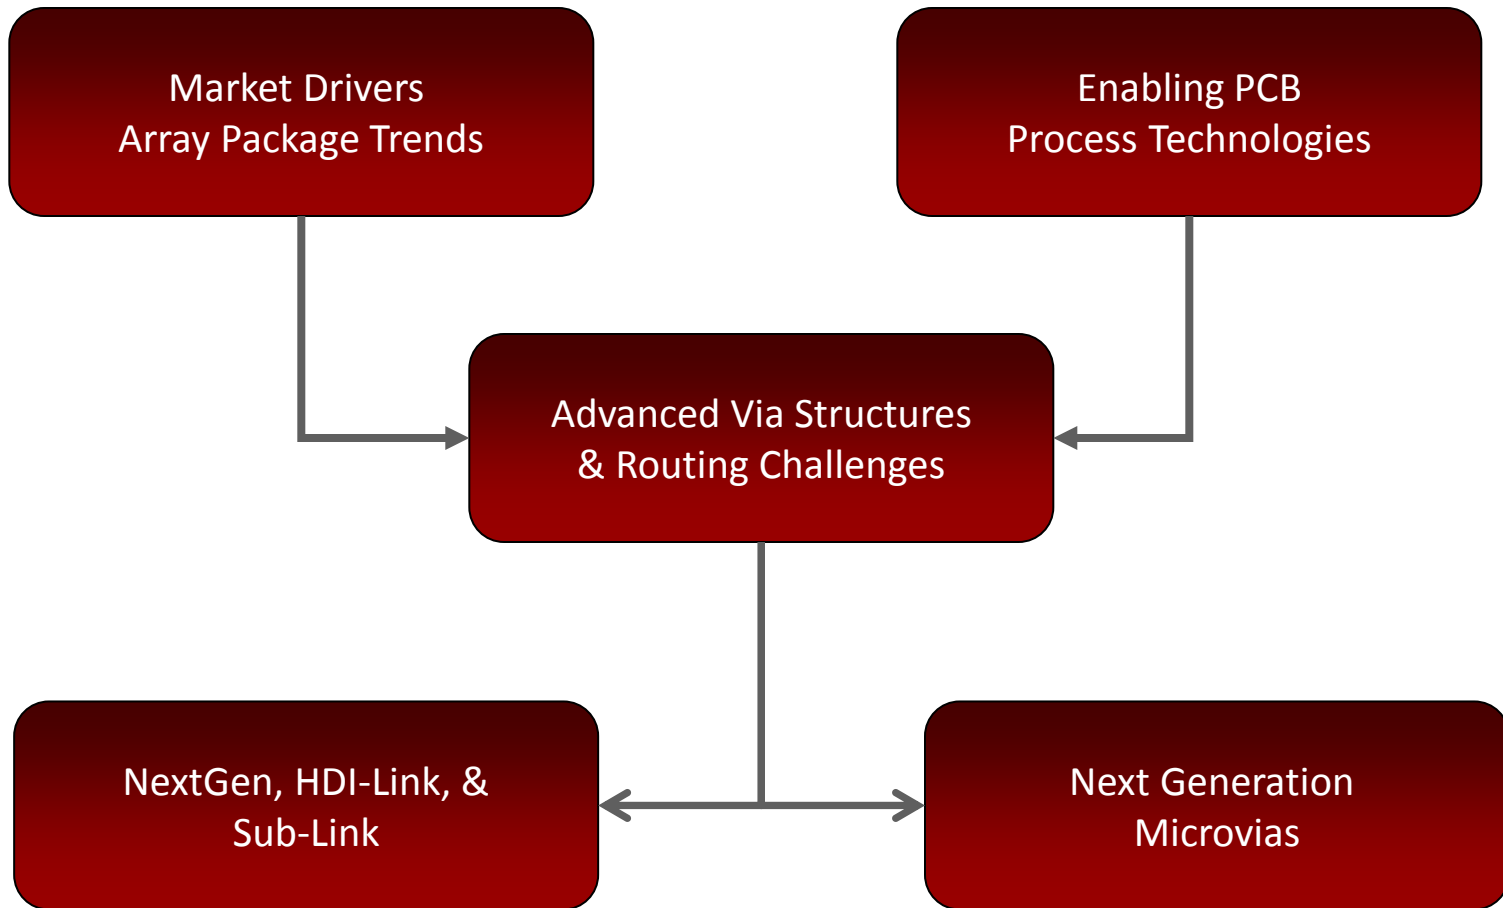 Market Drivers
Array Package Trends
Enabling PCB
Process Technologies
Advanced Via Structures
& Routing Challenges
NextGen, HDI-Link, &
Sub-Link
Next Generation
Microvias